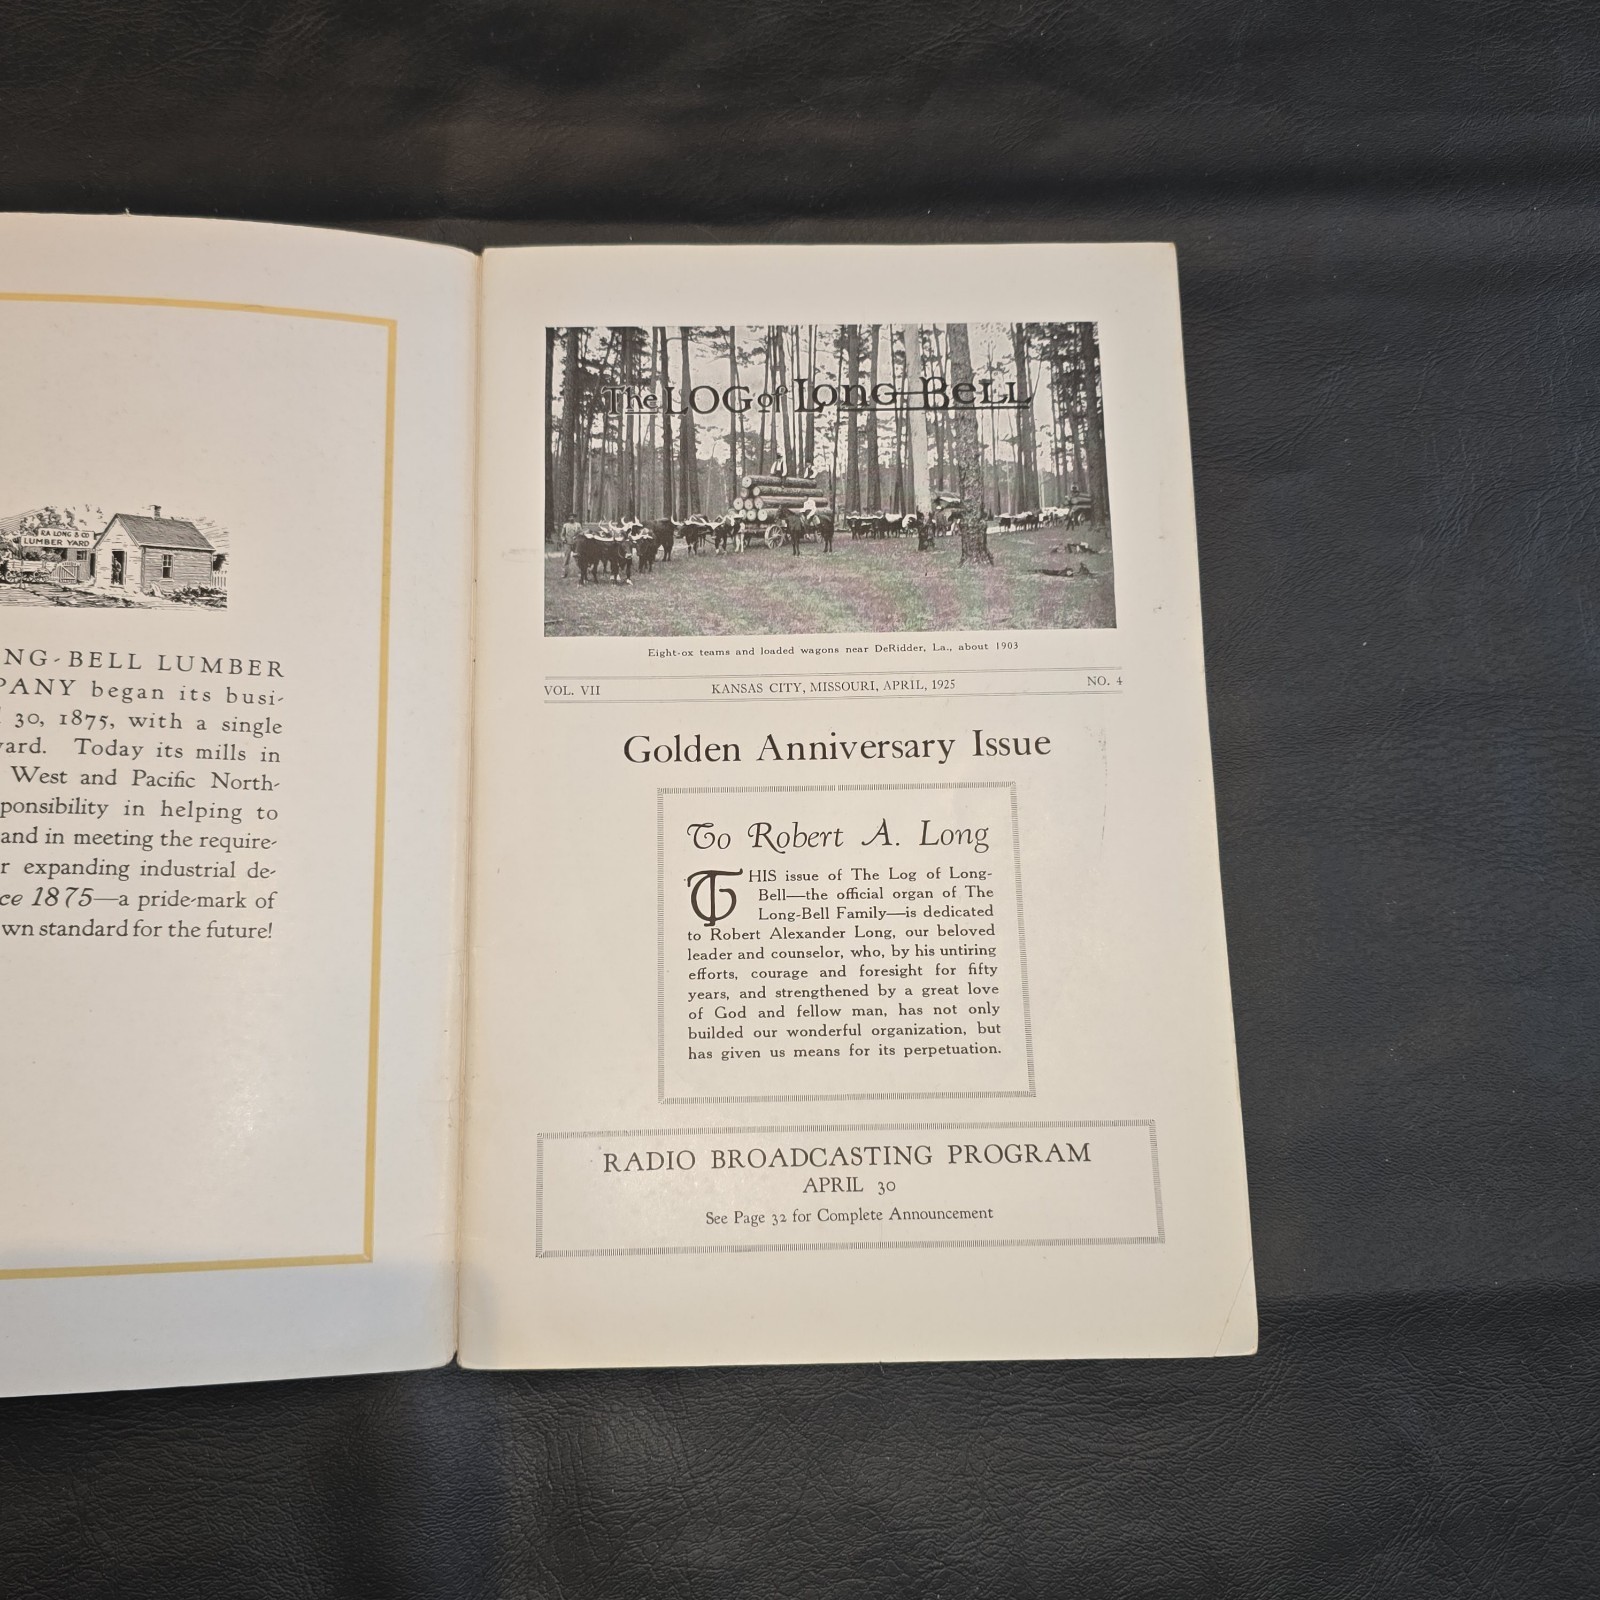 R.A. LONG & CO
LUMBER YARD
NG-BELL LUMBER
PANY began its busi-
30, 1875, with a single
ard. Today its mills in
West and Pacific North-
ponsibility in helping to
and in meeting the require-
r expanding industrial de-
ce 1875—a pride-mark of
wn standard for the future!
The LOG of Long-Bell
Eight-ox teams and loaded wagons near DeRidder, La., about 1903
VOL. VII KANSAS CITY, MISSOURI, APRIL, 1925 NO. 4
Golden Anniversary Issue
To Robert A. Long
THIS issue of The Log of Long-
Bell—the official organ of The
Long-Bell Family—is dedicated
to Robert Alexander Long, our beloved
leader and counselor, who, by his untiring
efforts, courage and foresight for fifty
years, and strengthened by a great love
of God and fellow man, has not only
builded our wonderful organization, but
has given us means for its perpetuation.
RADIO BROADCASTING PROGRAM
APRIL 30
See Page 32 for Complete Announcement